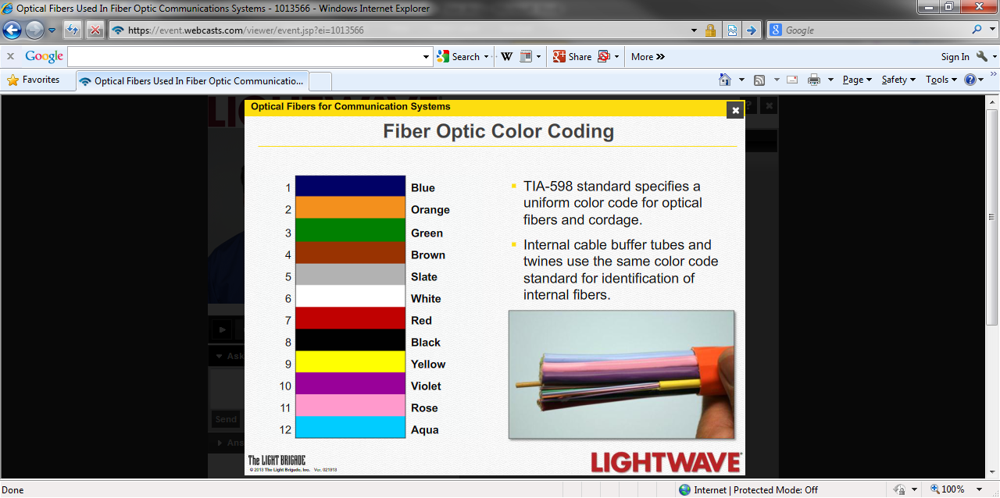 Optical Fibers Used In Fiber Optic Communications Systems - 1013566 - Windows Internet Explorer
https://event.webcasts.com/viewer/event.jsp?ei=1013566
Google
x Google Search W Share More » Sign In
Favorites Optical Fibers Used In Fiber Optic Communicatio... Page Safety Tools
Optical Fibers for Communication Systems
Fiber Optic Color Coding
1 Blue
2 Orange
3 Green
4 Brown
5 Slate
6 White
7 Red
8 Black
9 Yellow
10 Violet
11 Rose
12 Aqua
TIA-598 standard specifies a
uniform color code for optical
fibers and cordage.
Internal cable buffer tubes and
twines use the same color code
standard for identification of
internal fibers.
Ask
Send
Ans
The LIGHT BRIGADE
© 2013 The Light Brigade, Inc. Ver. 021913
LIGHTWAVE
Done
Internet | Protected Mode: Off
100%